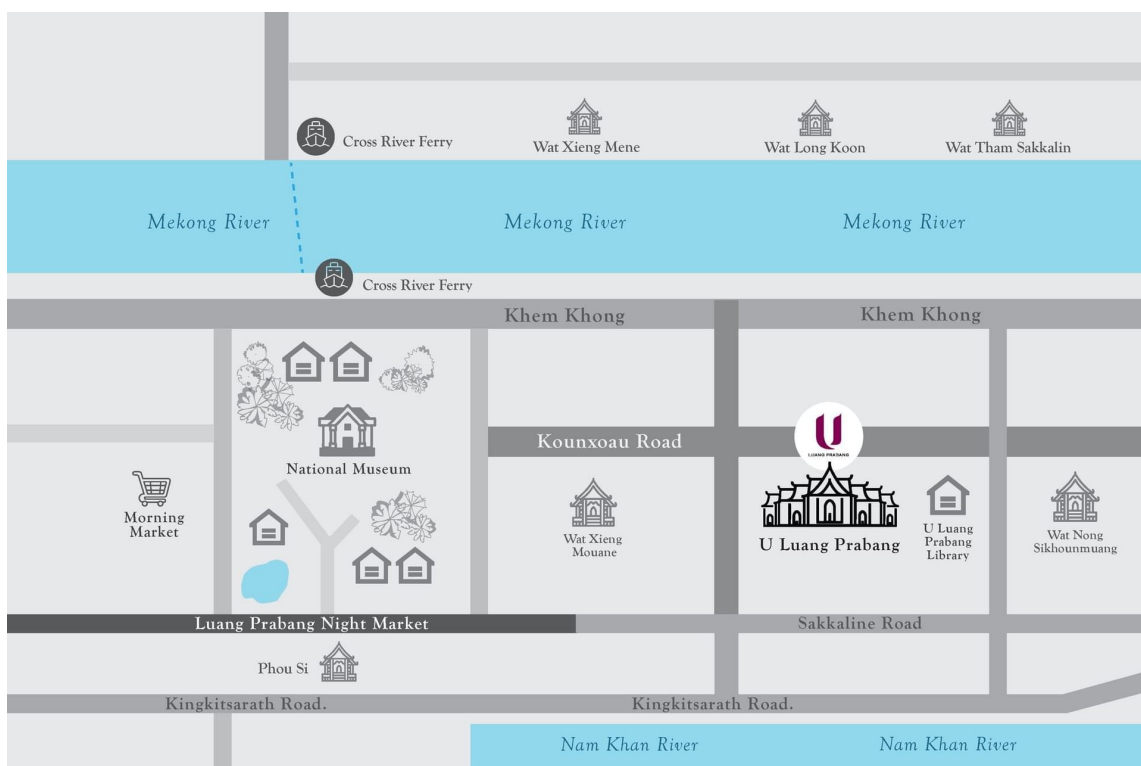 Cross River Ferry
Wat Xieng Mene
Wat Long Koon
Wat Tham Sakkalin
Mekong River
Mekong River
Mekong River
Cross River Ferry
Khem Khong
Khem Khong
U
LUANG PRABANG
Kounxoau Road
National Museum
Morning
Market
Wat Xieng
Mouane
U Luang Prabang
U Luang
Prabang
Library
Wat Nong
Sikhounmuang
Luang Prabang Night Market
Sakkaline Road
Phou Si
Kingkitsarath Road.
Kingkitsarath Road.
Nam Khan River
Nam Khan River